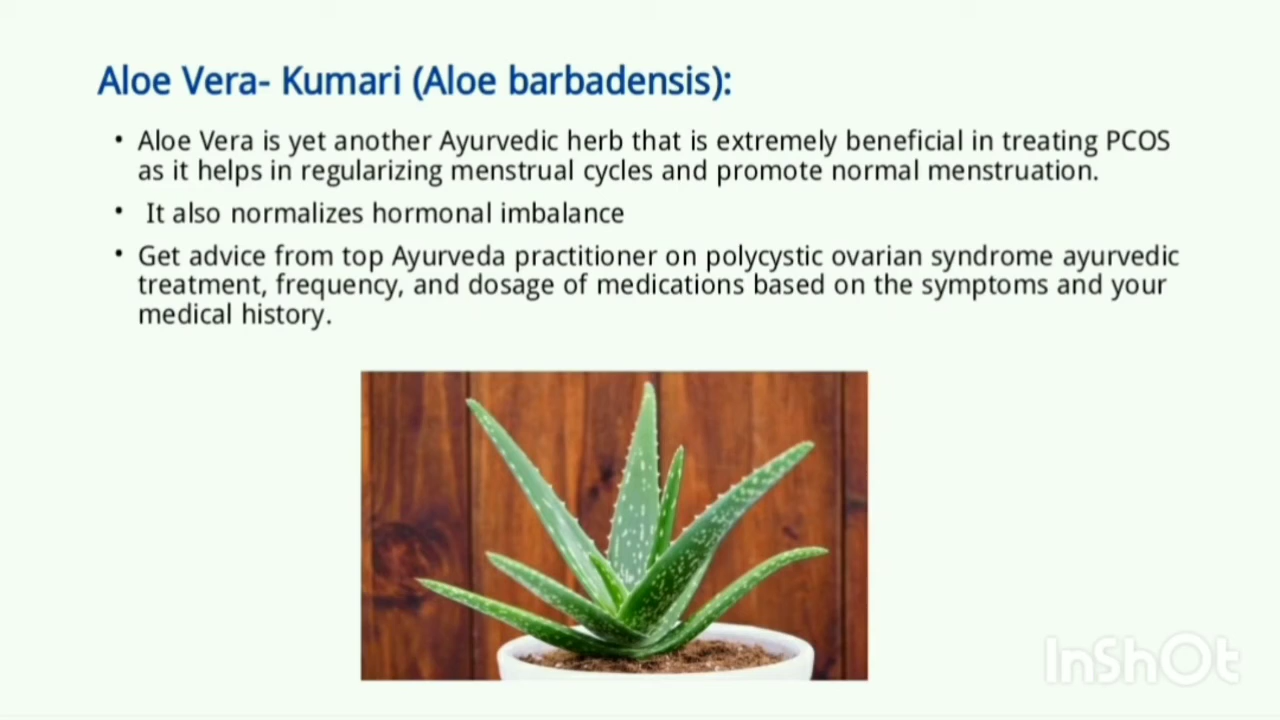 Aloe Vera- Kumari (Aloe barbadensis):
• Aloe Vera is yet another Ayurvedic herb that is extremely beneficial in treating PCOS
as it helps in regularizing menstrual cycles and promote normal menstruation.
• It also normalizes hormonal imbalance
• Get advice from top Ayurveda practitioner on polycystic ovarian syndrome ayurvedic
treatment, frequency, and dosage of medications based on the symptoms and your
medical history.
InShOt